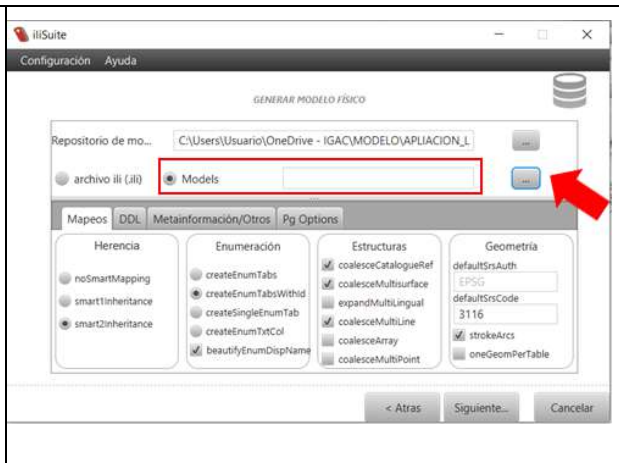 iliSuite
Configuración Ayuda
GENERAR MODELO FÍSICO
Repositorio de mo... C:\Users\Usuario\OneDrive - IGAC\MODELO\APLIACION_L ...
archivo ili (.ili) Models ...
Mapeos DDL Metainformación/Otros Pg Options
Herencia
noSmartMapping
smart1Inheritance
smart2Inheritance
Enumeración
createEnumTabs
createEnumTabsWithId
createSingleEnumTab
createEnumTxtCol
beautifyEnumDispName
Estructuras
coalesceCatalogueRef
coalesceMultisurface
expandMultiLingual
coalesceMultiLine
coalesceArray
coalesceMultiPoint
Geometría
defaultSrsAuth
EPSG
defaultSrsCode
3116
strokeArcs
oneGeomPerTable
< Atras Siguiente... Cancelar